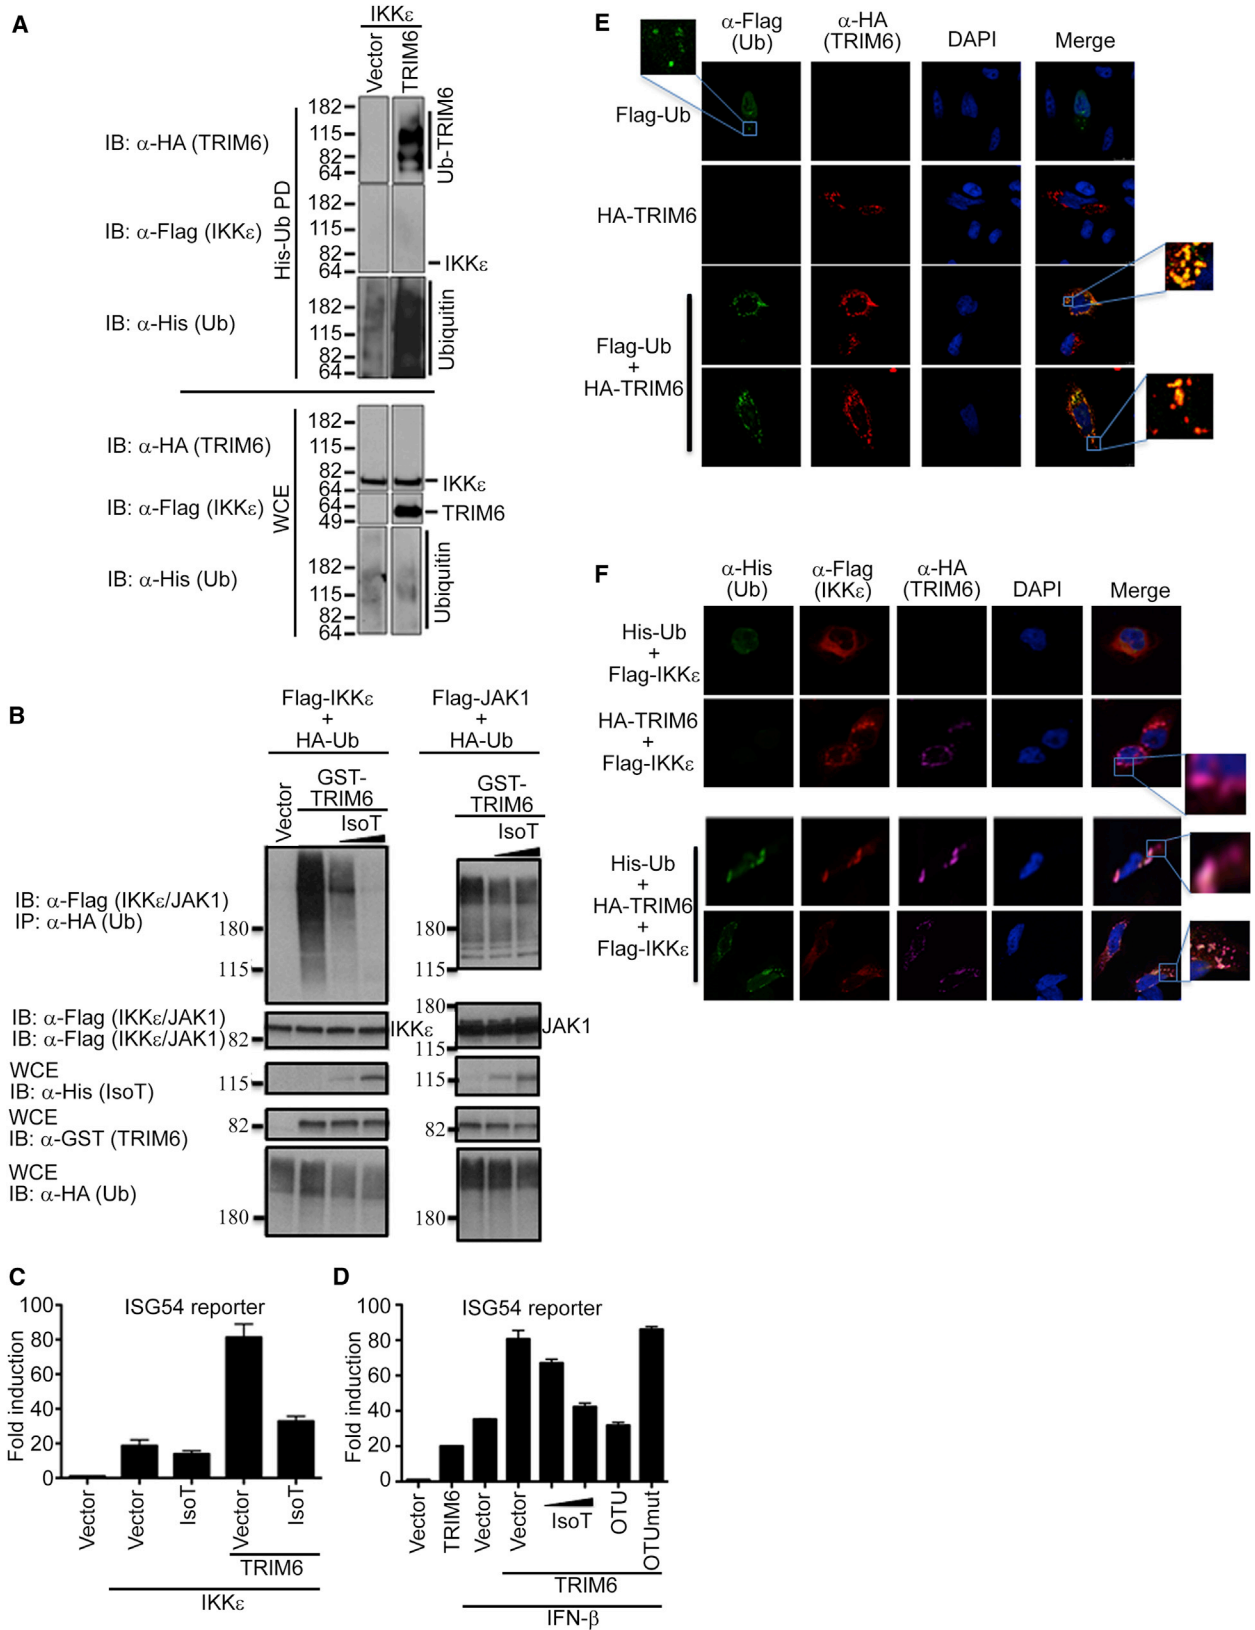 A
IKKε
Vector
TRIM6
182
115
82
64
IB: α-HA (TRIM6)
Ub-TRIM6
182
115
82
64
IB: α-Flag (IKKε)
IKKε
His-Ub PD
182
115
82
64
IB: α-His (Ub)
Ubiquitin
182
115
82
64
IB: α-HA (TRIM6)
IKKε
64
49
IB: α-Flag (IKKε)
TRIM6
WCE
182
115
82
64
IB: α-His (Ub)
Ubiquitin
B
Flag-IKKε
+
HA-Ub
Flag-JAK1
+
HA-Ub
Vector
GST-
TRIM6
IsoT
GST-
TRIM6
IsoT
IB: α-Flag (IKKε/JAK1)
IP: α-HA (Ub)
180
115
180
115
IB: α-Flag (IKKε/JAK1)
IB: α-Flag (IKKε/JAK1)
82
IKKε
180
115
JAK1
WCE
IB: α-His (IsoT)
115
115
WCE
IB: α-GST (TRIM6)
82
82
WCE
IB: α-HA (Ub)
180
180
C
ISG54 reporter
Fold induction
100
80
60
40
20
0
Vector
Vector
IsoT
Vector
IsoT
TRIM6
IKKε
D
ISG54 reporter
Fold induction
100
80
60
40
20
0
Vector
TRIM6
Vector
Vector
IsoT
OTU
OTUmut
TRIM6
IFN-β
E
α-Flag
(Ub)
α-HA
(TRIM6)
DAPI
Merge
Flag-Ub
HA-TRIM6
Flag-Ub
+
HA-TRIM6
F
α-His
(Ub)
α-Flag
(IKKε)
α-HA
(TRIM6)
DAPI
Merge
His-Ub
+
Flag-IKKε
HA-TRIM6
+
Flag-IKKε
His-Ub
+
HA-TRIM6
+
Flag-IKKε